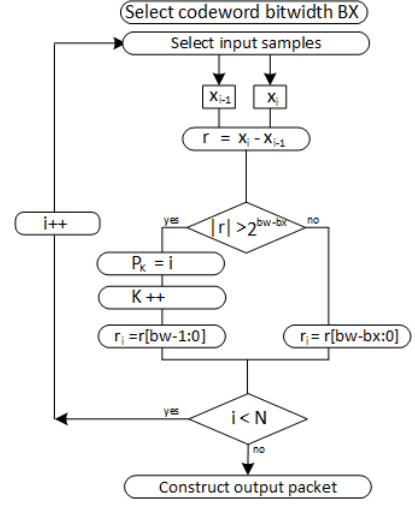 Select codeword bitwidth BX
Select input samples
Xi-1 Xi
r = Xi - Xi-1
yes |r| >2bw-bx no
i++
PK = i
K ++
ri =r[bw-1:0] ri= r[bw-bx:0]
yes i < N
no
Construct output packet